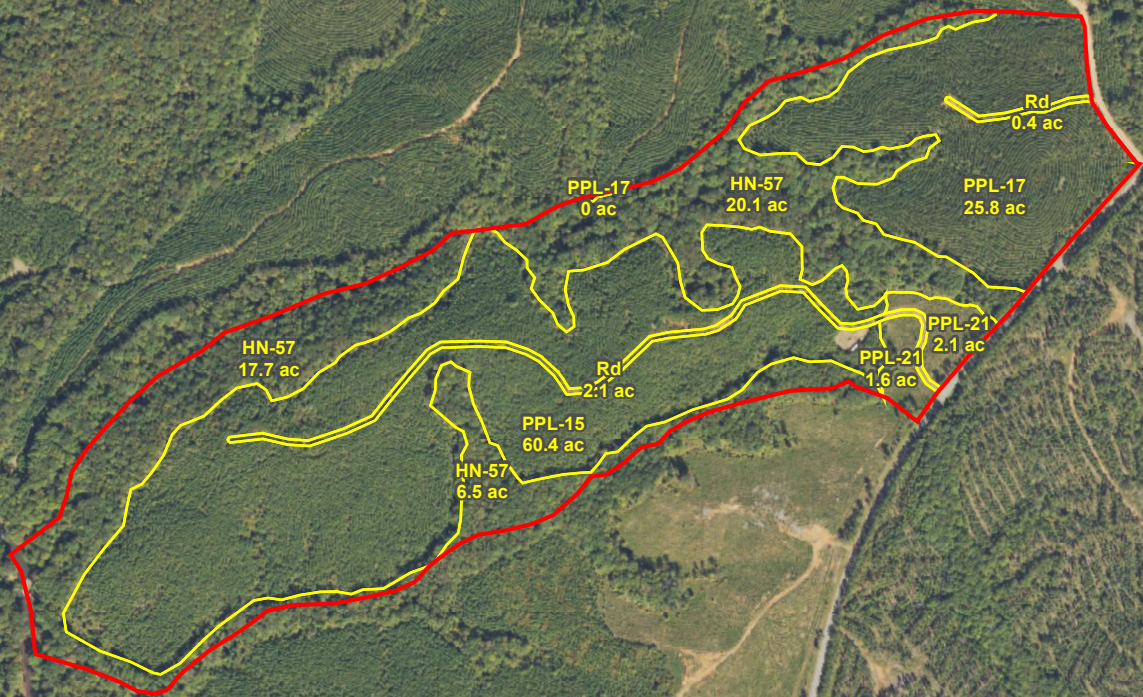 Rd
0.4 ac
PPL-17
0 ac
HN-57
20.1 ac
PPL-17
25.8 ac
PPL-21
2.1 ac
HN-57
17.7 ac
PPL-21
1.6 ac
Rd
2.1 ac
PPL-15
60.4 ac
HN-57
6.5 ac